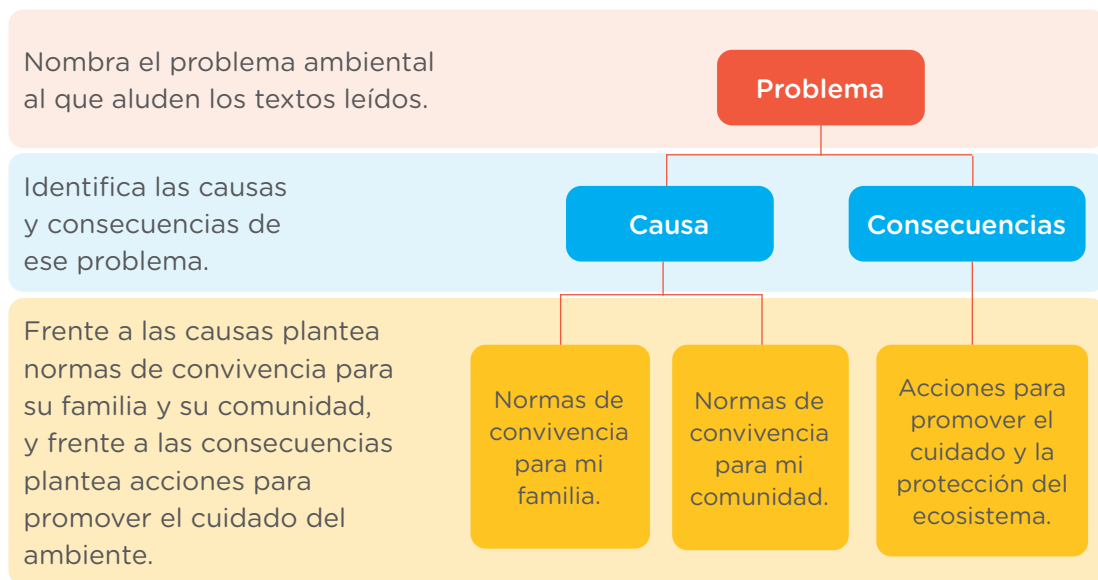 Nombra el problema ambiental
al que aluden los textos leídos.
Problema
Identifica las causas
y consecuencias de
ese problema.
Causa
Consecuencias
Frente a las causas plantea
normas de convivencia para
su familia y su comunidad,
y frente a las consecuencias
plantea acciones para
promover el cuidado del
ambiente.
Normas de
convivencia
para mi
familia.
Normas de
convivencia
para mi
comunidad.
Acciones para
promover el
cuidado y la
protección del
ecosistema.